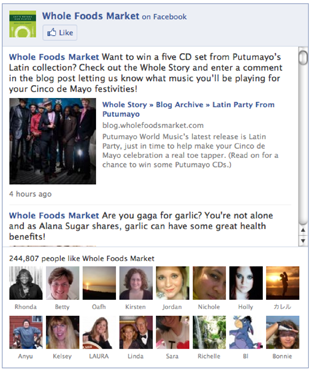 Whole Foods Market on Facebook
Like
Whole Foods Market Want to win a five CD set from Putumayo's
Latin collection? Check out the Whole Story and enter a comment
in the blog post letting us know what music you'll be playing for
your Cinco de Mayo festivities!
Whole Story » Blog Archive » Latin Party From
Putumayo
blog.wholefoodsmarket.com
Putumayo World Music's latest release is Latin
Party, just in time to help make your Cinco de
Mayo celebration a real toe tapper. (Read on for a
chance to win some Putumayo CDs.)
4 hours ago
Whole Foods Market Are you gaga for garlic? You're not alone
and as Alana Sugar shares, garlic can have some great health
benefits!
244,807 people like Whole Foods Market
Rhonda Betty Oafh Kirsten Jordan Nichole Holly カレル
Anyu Kelsey LAURA Linda Sara Richelle Bl Bonnie